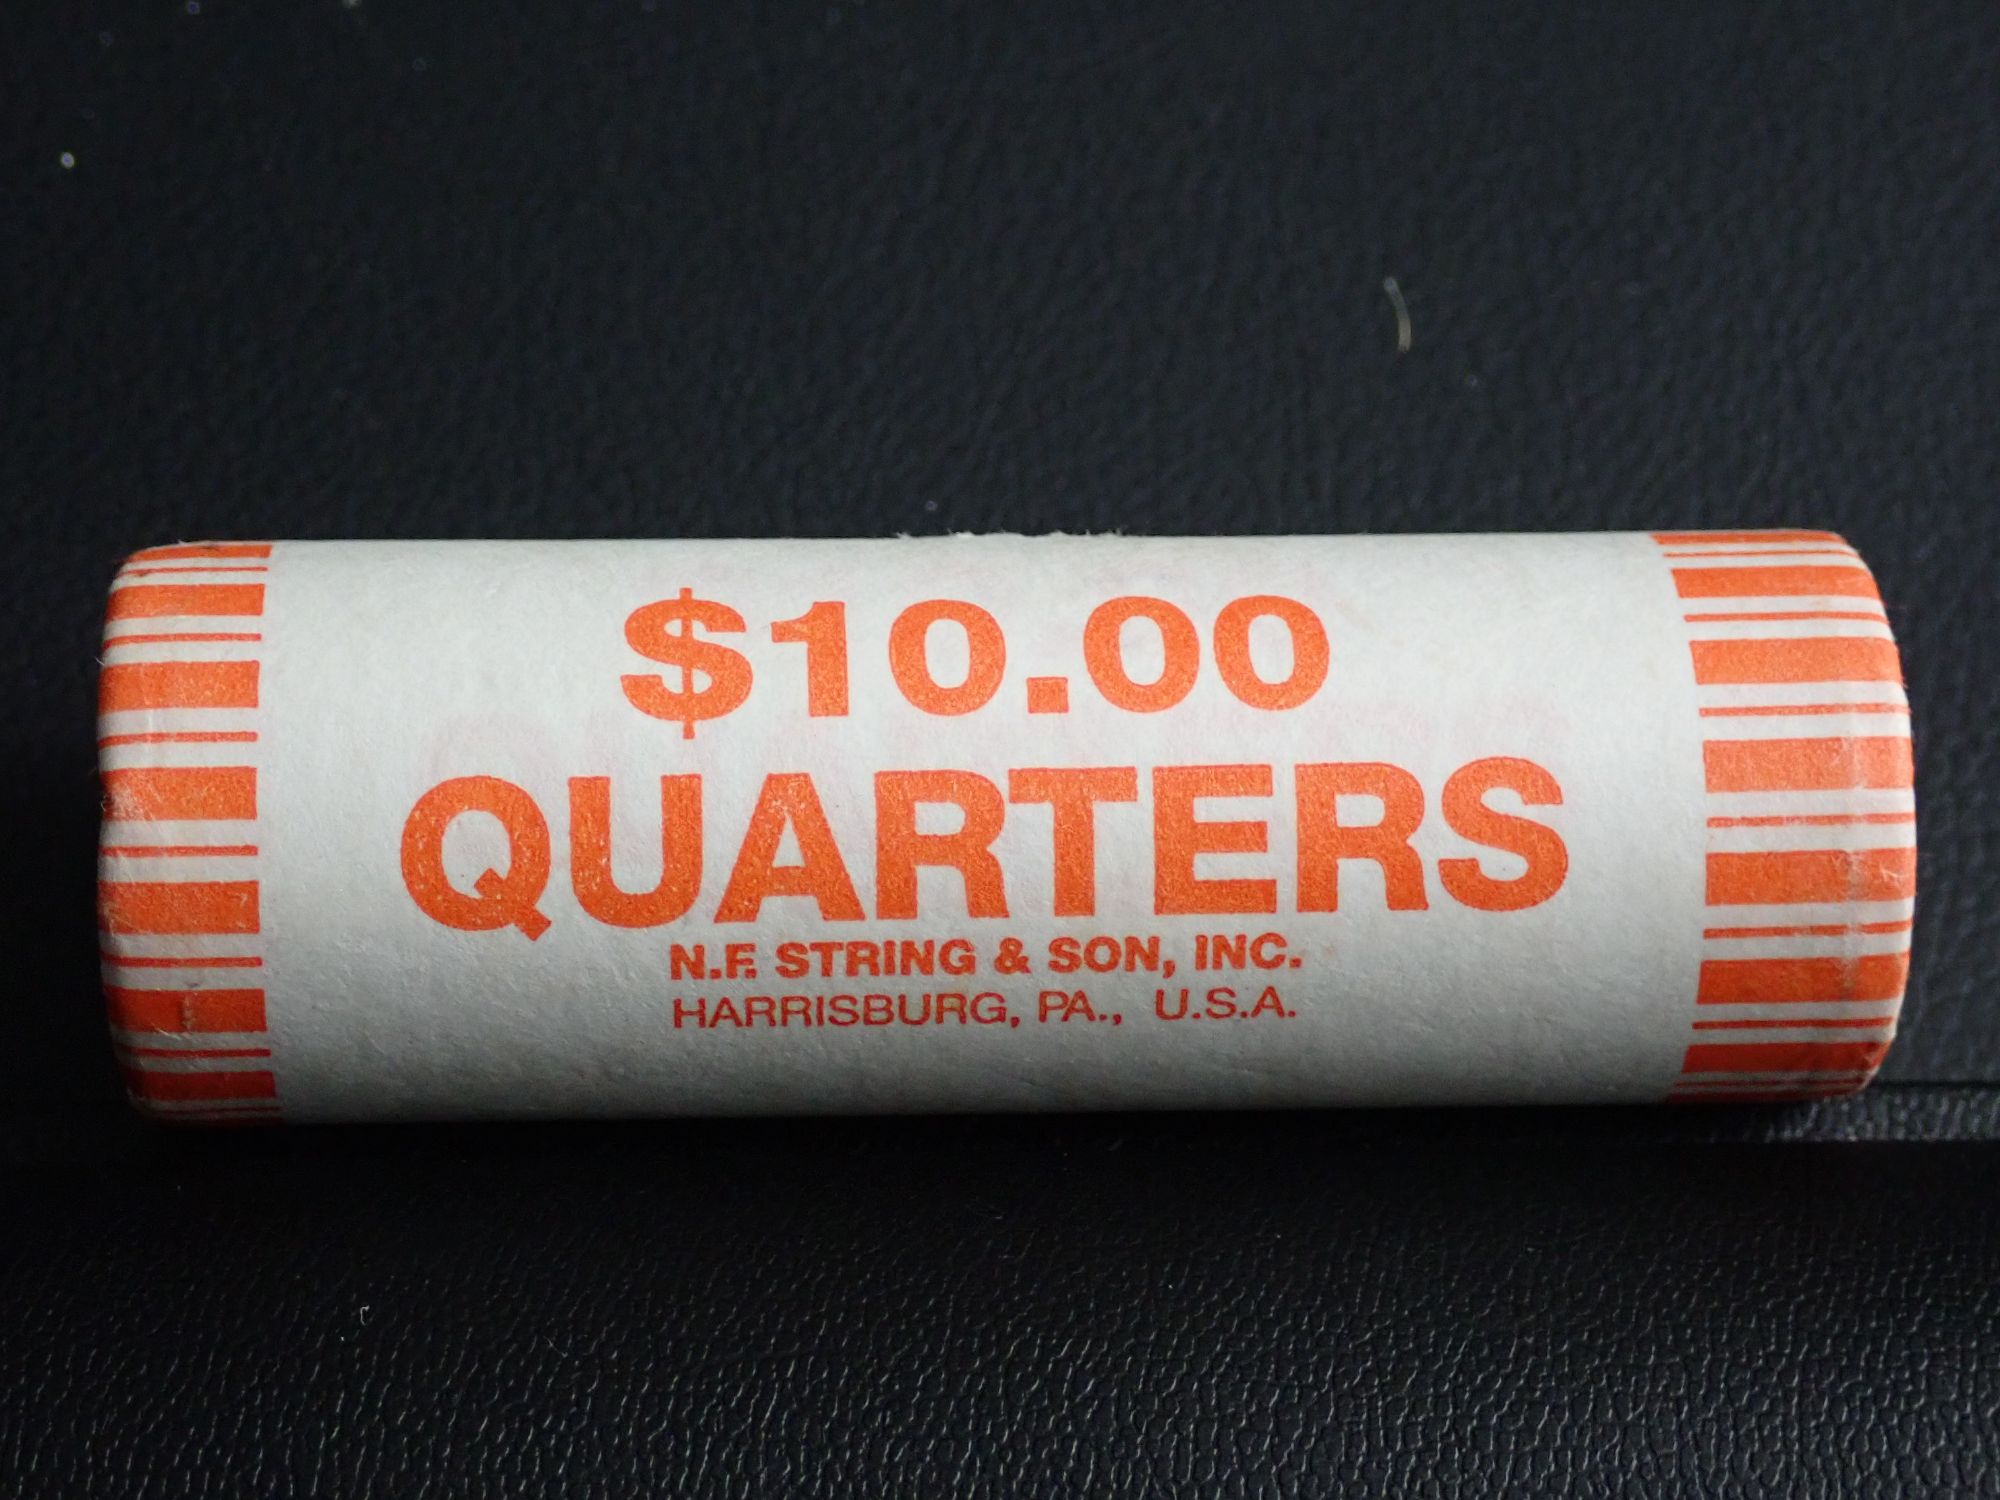 $10.00
QUARTERS
N.F. STRING & SON, INC.
HARRISBURG, PA., U.S.A.